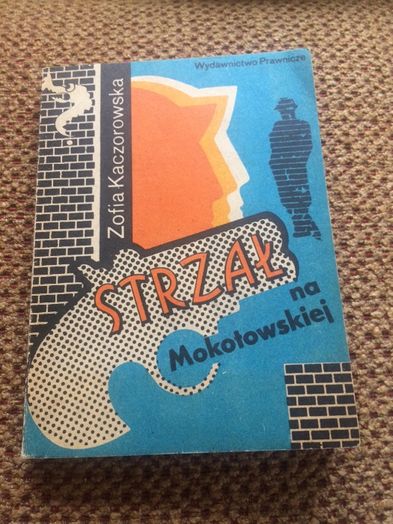 Wydawnictwo Prawnicze
Zofia Kaczorowska
STRZAŁ
na
Mokotowskiej